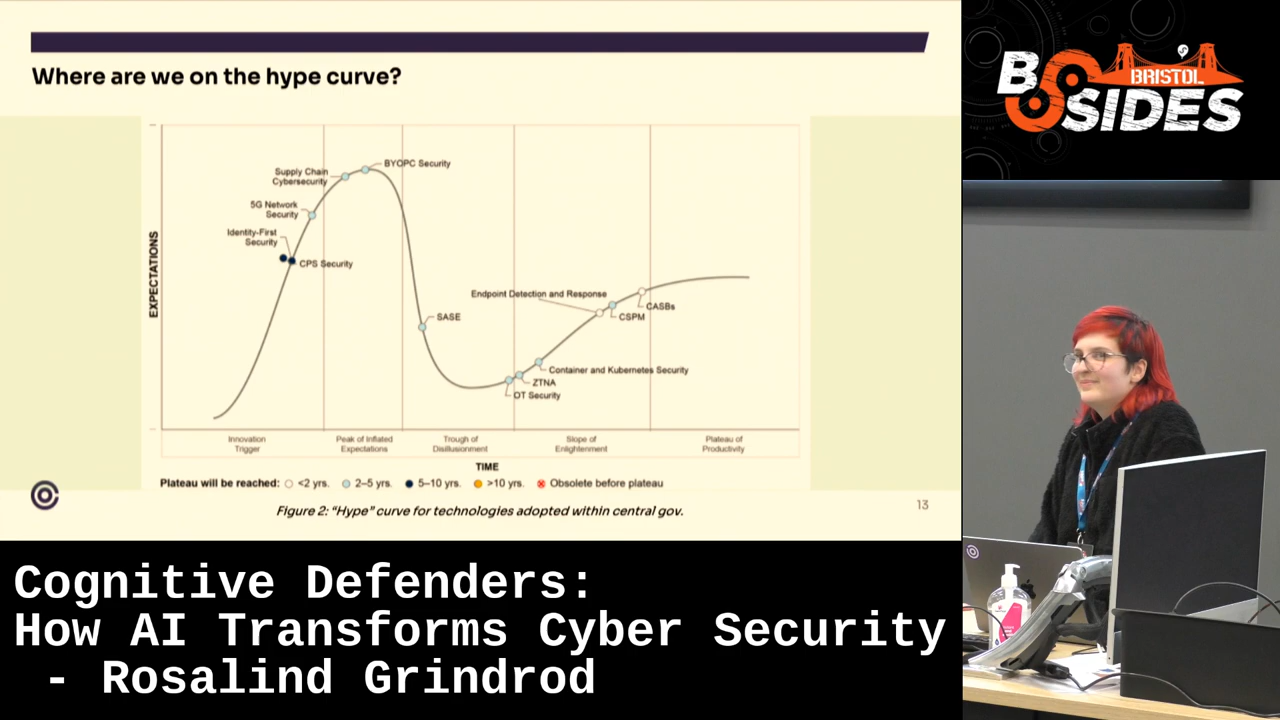 Where are we on the hype curve?
BYOPC Security
Supply Chain
Cybersecurity
5G Network
Security
Identity-First
Security
CPS Security
EXPECTATIONS
Endpoint Detection and Response
CASBs
CSPM
SASE
Container and Kubernetes Security
ZTNA
OT Security
Innovation
Trigger
Peak of Inflated
Expectations
Trough of
Disillusionment
Slope of
Enlightenment
Plateau of
Productivity
TIME
Plateau will be reached: <2 yrs. 2–5 yrs. 5–10 yrs. >10 yrs. Obsolete before plateau
Figure 2: “Hype” curve for technologies adopted within central gov.
13
BSIDES
BRISTOL
Cognitive Defenders:
How AI Transforms Cyber Security
- Rosalind Grindrod